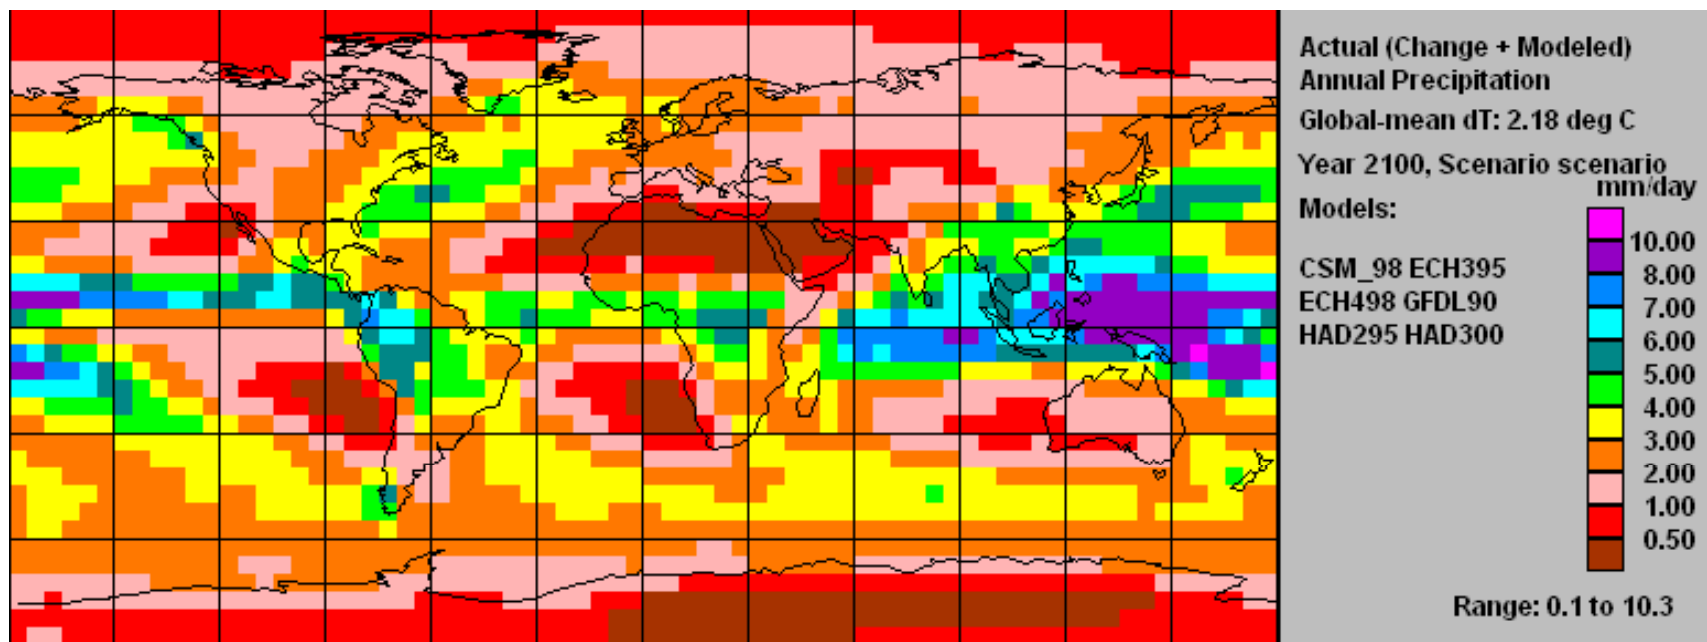 Actual (Change + Modeled)
Annual Precipitation
Global-mean dT: 2.18 deg C
Year 2100, Scenario scenario
mm/day
Models:
10.00
CSM_98 ECH395
8.00
ECH498 GFDL90
7.00
HAD295 HAD300
6.00
5.00
4.00
3.00
2.00
1.00
0.50
Range: 0.1 to 10.3